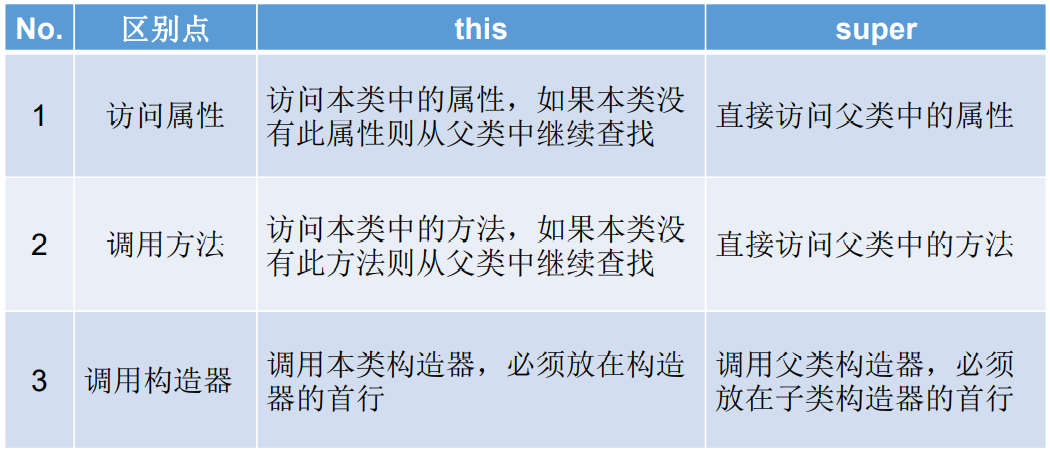 No. 区别点 this super
1 访问属性 访问本类中的属性，如果本类没
有此属性则从父类中继续查找 直接访问父类中的属性
2 调用方法 访问本类中的方法，如果本类没
有此方法则从父类中继续查找 直接访问父类中的方法
3 调用构造器 调用本类构造器，必须放在构造
器的首行 调用父类构造器，必须
放在子类构造器的首行